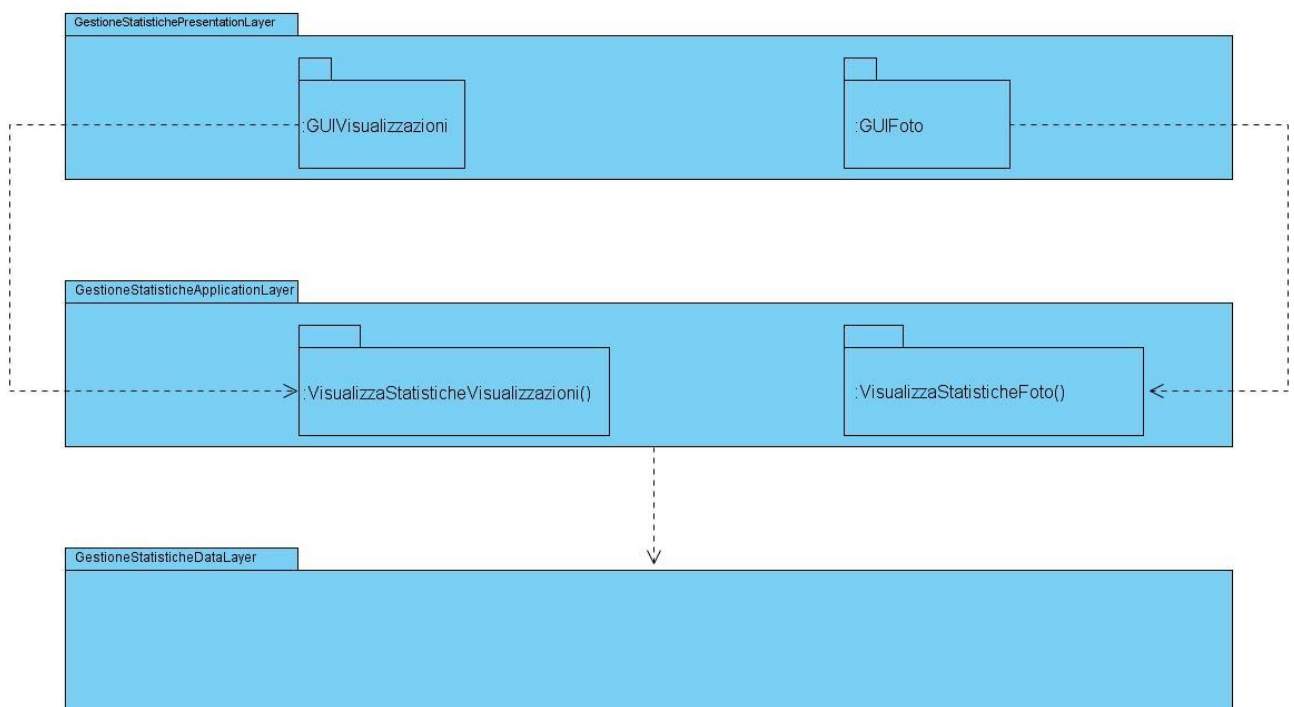 GestioneStatistichePresentationLayer
:GUIVisualizzazioni
:GUIFoto
GestioneStatisticheApplicationLayer
:VisualizzaStatisticheVisualizzazioni()
:VisualizzaStatisticheFoto()
GestioneStatisticheDataLayer